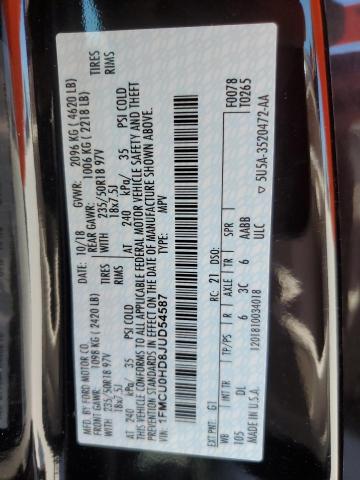 MFD. BY FORD MOTOR CO.
10/18 GVWR: 2096 KG ( 4620 LB)
FRONT GAWR: 1098 KG ( 2420 LB) REAR GAWR: 1006 KG ( 2218 LB)
235/50R18 97V TIRES WITH 235/50R18 97V TIRES
18x7.5J RIMS 18x7.5J RIMS
AT 240 kPa/ 35 PSI COLD AT 240 kPa/ 35 PSI COLD
THIS VEHICLE CONFORMS TO ALL APPLICABLE FEDERAL MOTOR VEHICLE SAFETY AND THEFT
PREVENTION STANDARDS IN EFFECT ON THE DATE OF MANUFACTURE SHOWN ABOVE.
VIN: 1FMCU0HD8JUD54587 TYPE: MPV
F0078
T0265
EXT PNT: G1 RC: 21 DSO:
WB INT TR TP/PS R AXLE TR SPR
105 DL 6 3C 6 AABB
MADE IN U.S.A. 1201810034018 ULC
5U5A-3520472-AA